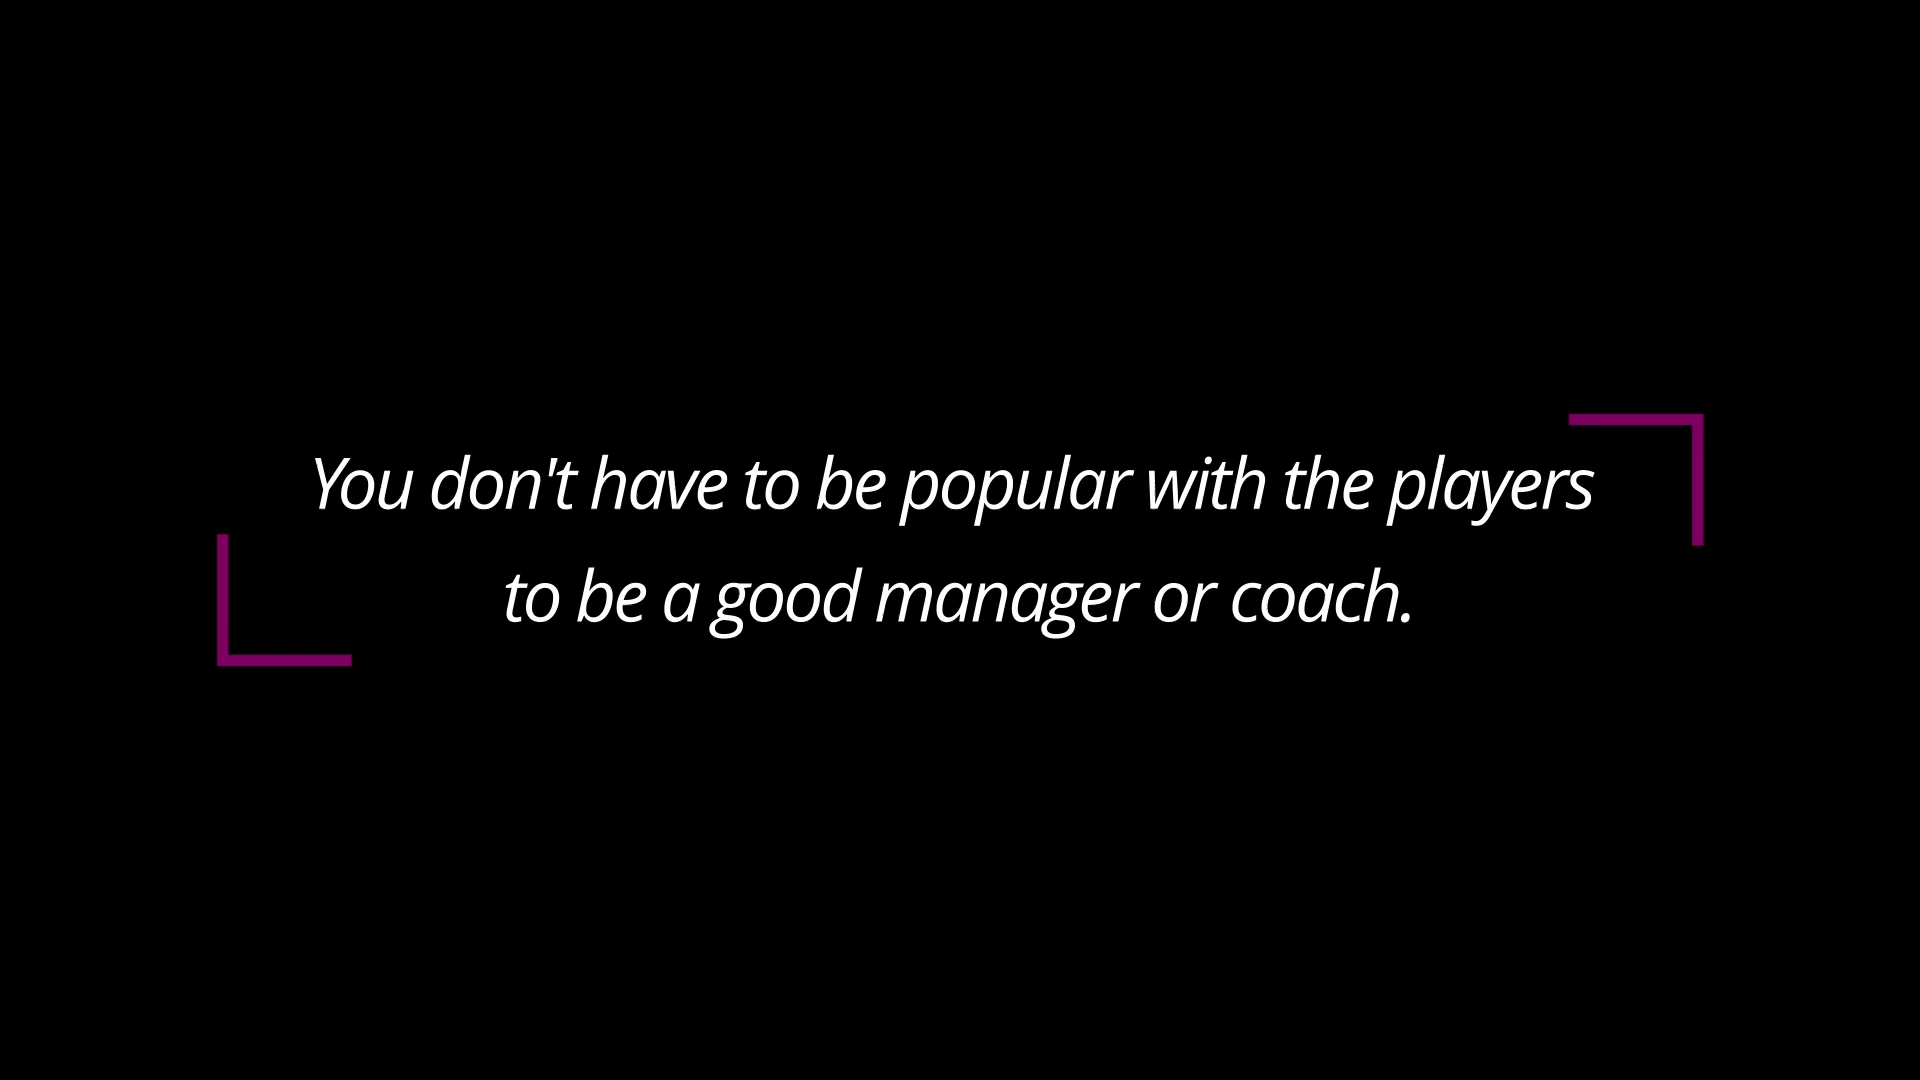 You don't have to be popular with the players
to be a good manager or coach.